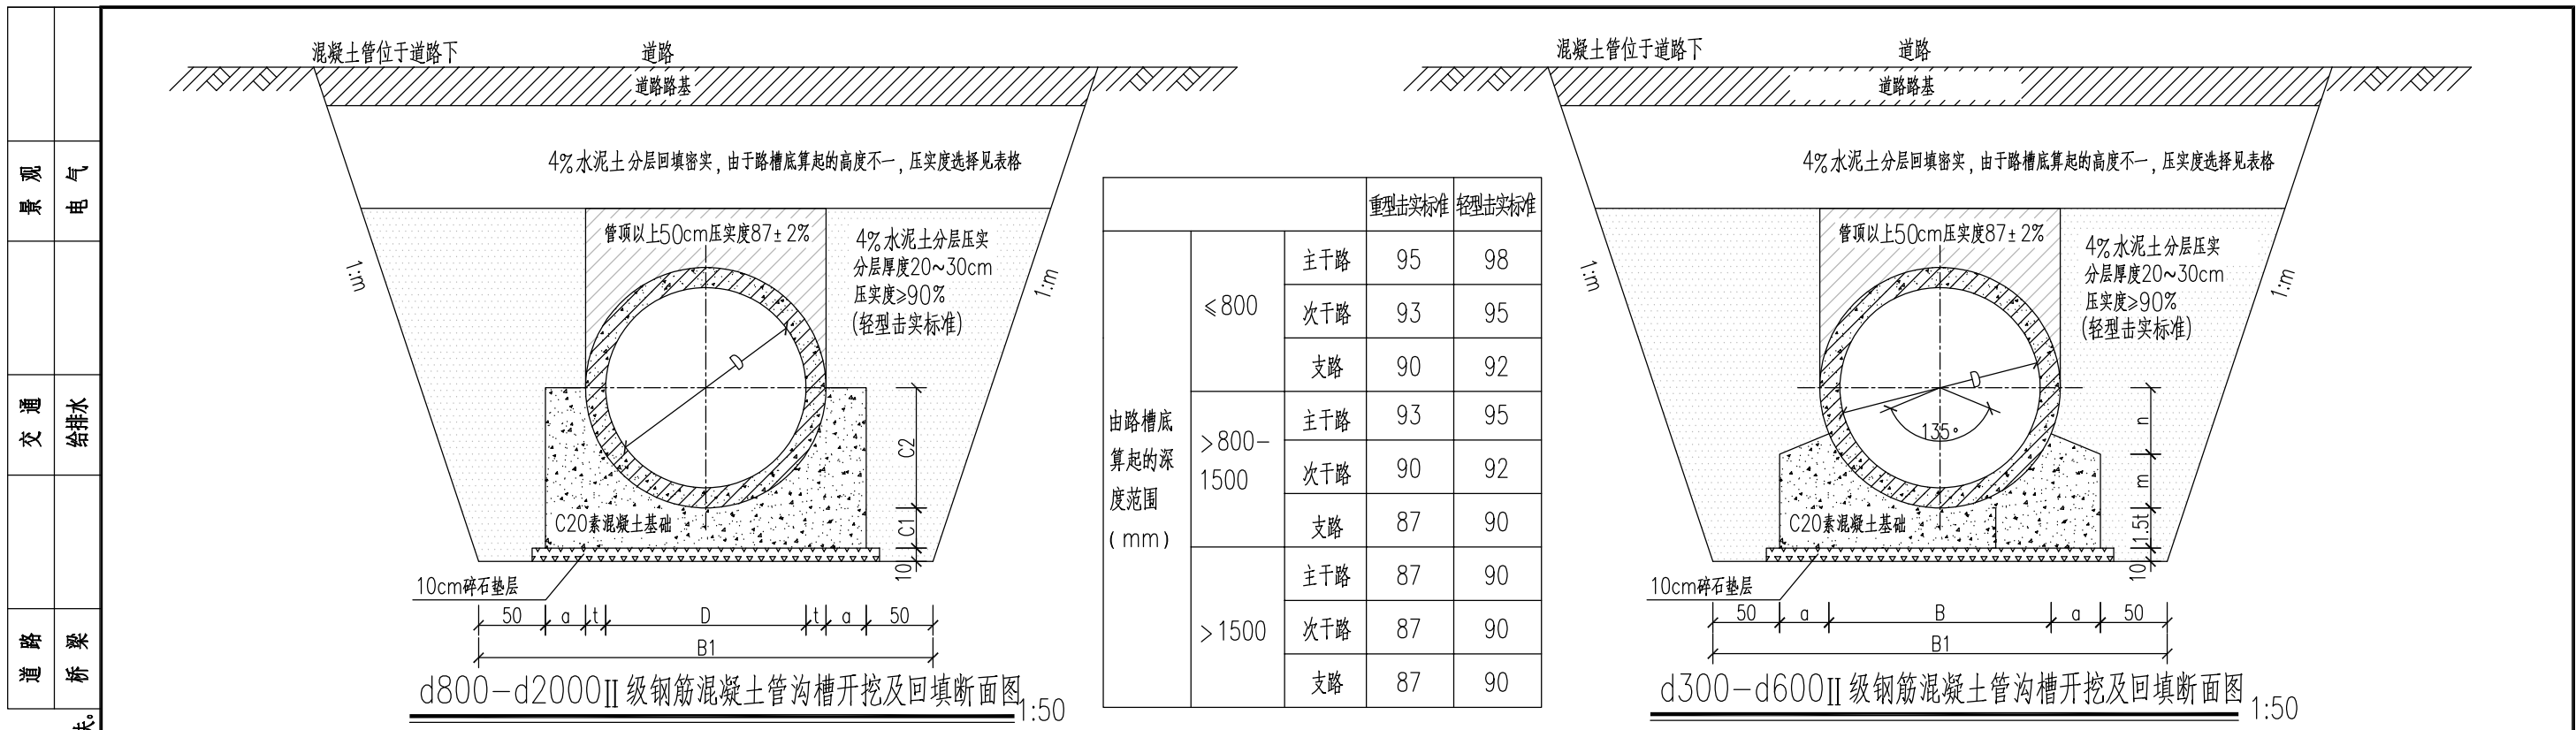 景观
电气
交通
给排水
道路
桥梁
混凝土管位于道路下
道路
道路路基
4%水泥土分层回填密实,由于路槽底算起的高度不一,压实度选择见表格
管顶以上50cm压实度87±2%
4%水泥土分层压实
分层厚度20~30cm
压实度≥90%
(轻型击实标准)
1:m
1:m
D
C2
C1
10
C20素混凝土基础
10cm碎石垫层
50 a t D t a 50
B1
d800-d2000II级钢筋混凝土管沟槽开挖及回填断面图 1:50
重型击实标准 轻型击实标准
由路槽底
算起的深
度范围
(mm)
≤800
主干路 95 98
次干路 93 95
支路 90 92
>800-
1500
主干路 93 95
次干路 90 92
支路 87 90
>1500
主干路 87 90
次干路 87 90
支路 87 90
混凝土管位于道路下
道路
道路路基
4%水泥土分层回填密实,由于路槽底算起的高度不一,压实度选择见表格
管顶以上50cm压实度87±2%
4%水泥土分层压实
分层厚度20~30cm
压实度≥90%
(轻型击实标准)
1:m
1:m
D
135°
n
m
1.5t
10
C20素混凝土基础
10cm碎石垫层
50 a B a 50
B1
d300-d600II级钢筋混凝土管沟槽开挖及回填断面图 1:50